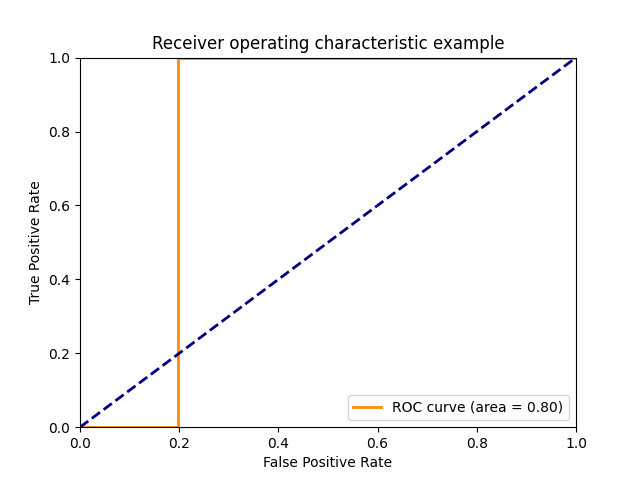 Receiver operating characteristic example
1.0
0.8
0.6
0.4
0.2
0.0
True Positive Rate
ROC curve (area = 0.80)
0.0 0.2 0.4 0.6 0.8 1.0
False Positive Rate